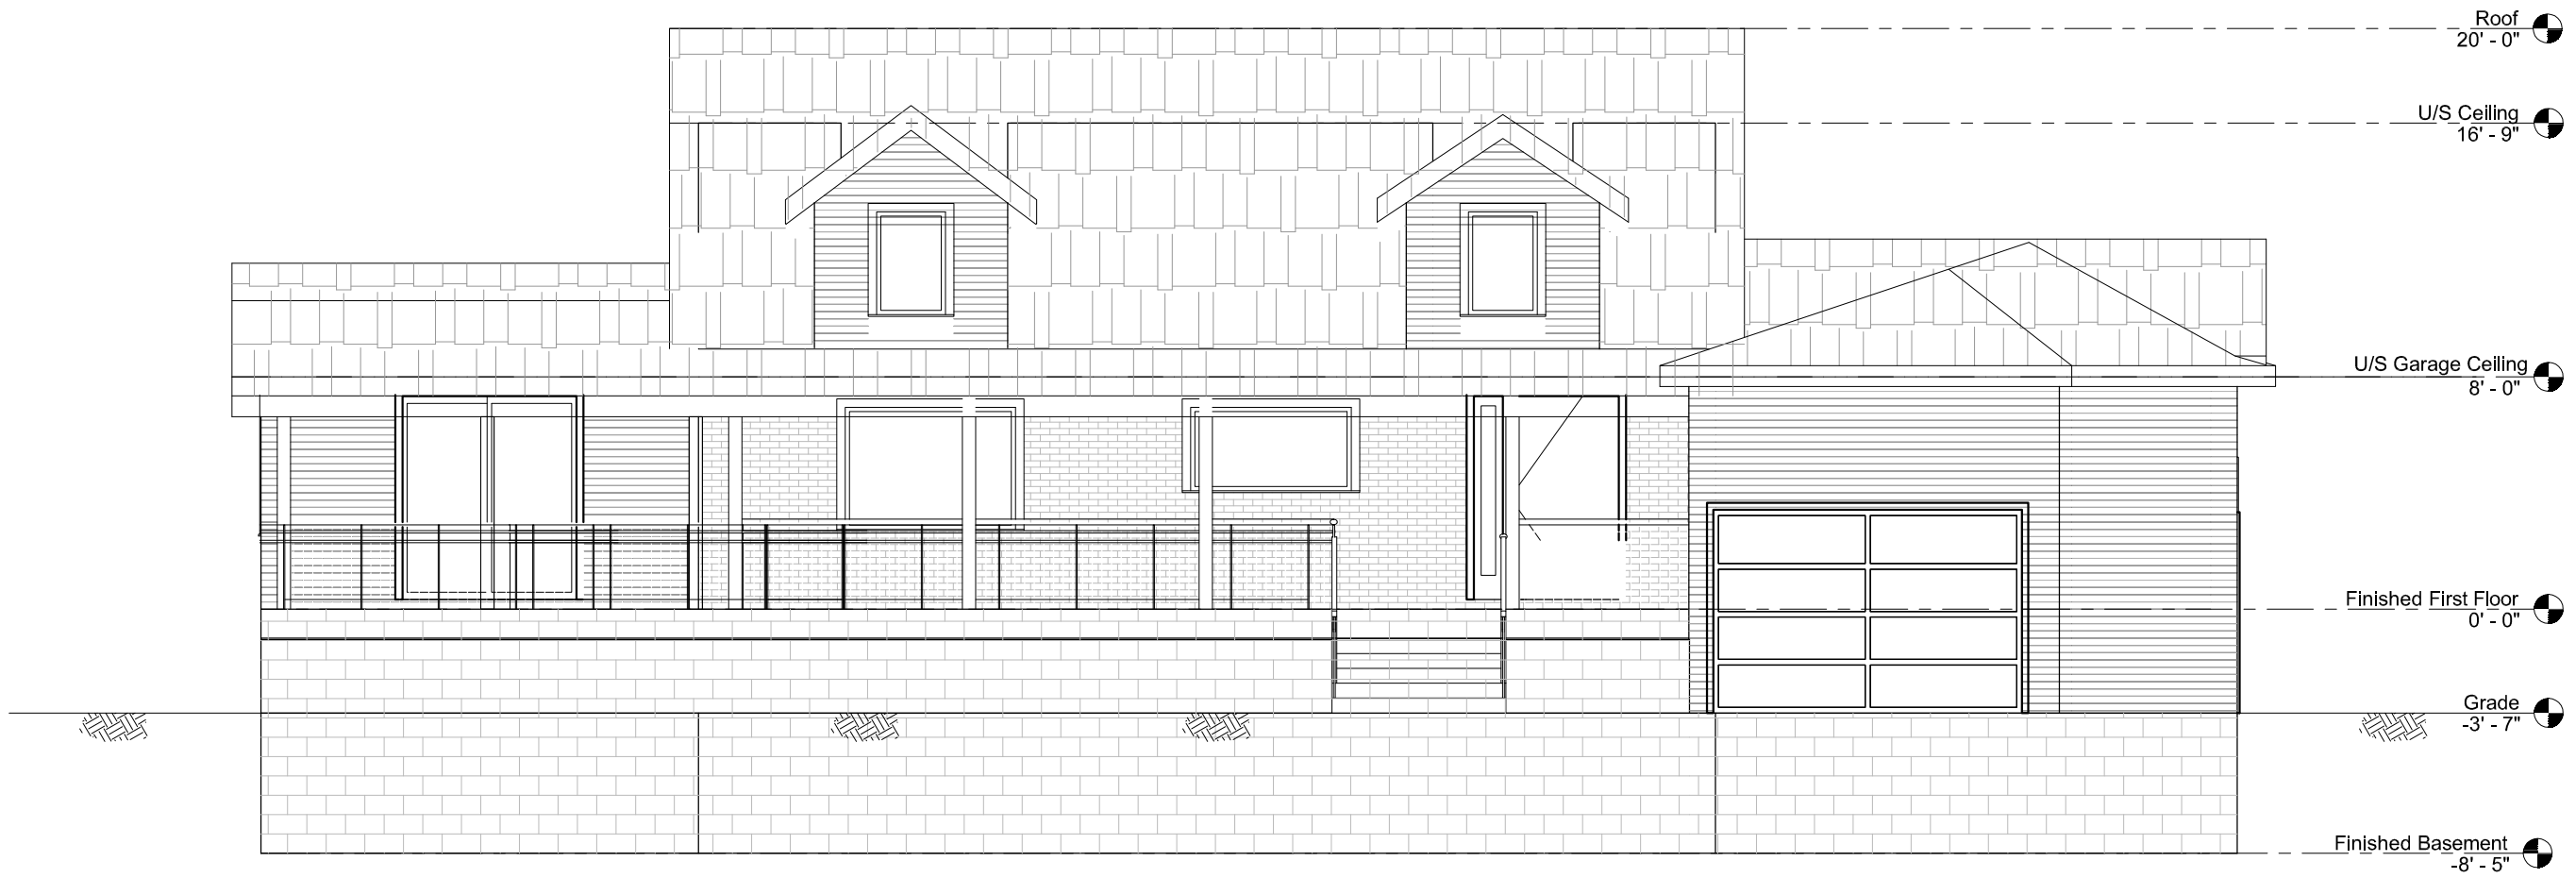 Roof
20' - 0"
U/S Ceiling
16' - 9"
U/S Garage Ceiling
8' - 0"
Finished First Floor
0' - 0"
Grade
-3' - 7"
Finished Basement
-8' - 5"